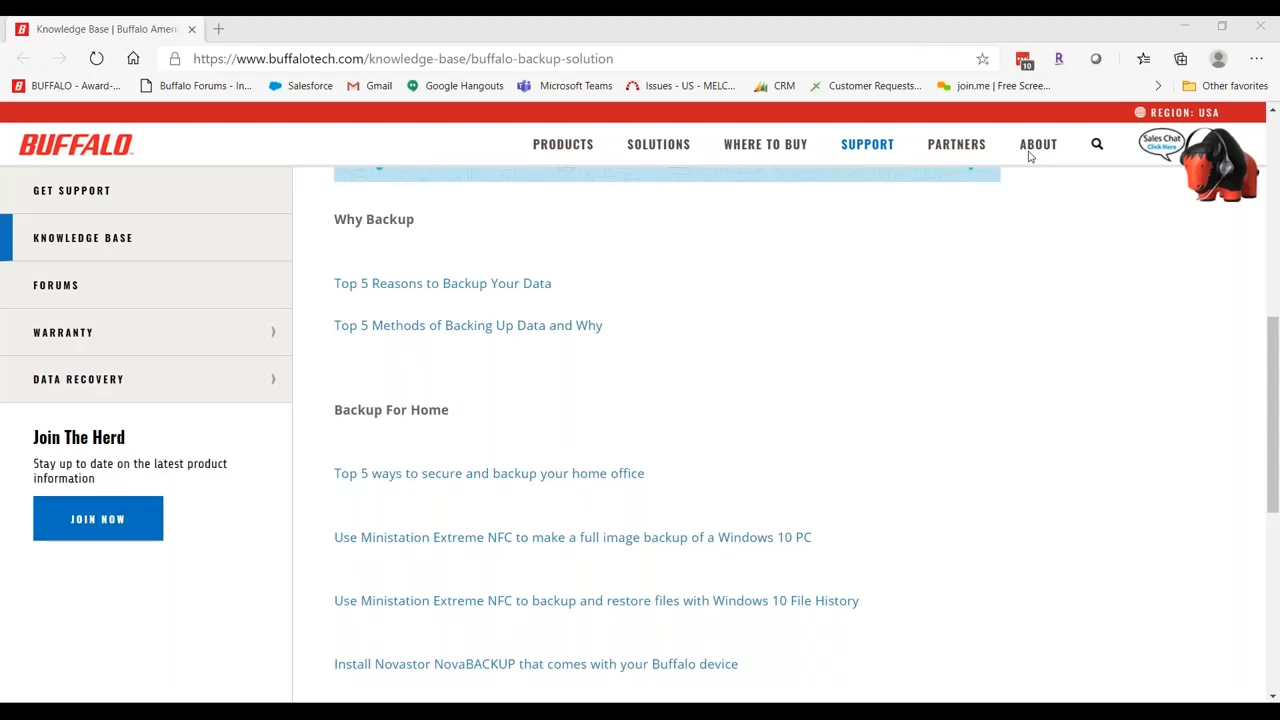 Knowledge Base | Buffalo Ameri
https://www.buffalotech.com/knowledge-base/buffalo-backup-solution
10
BUFFALO - Award-...
Buffalo Forums - In...
Salesforce
Gmail
Google Hangouts
Microsoft Teams
Issues - US - MELC...
CRM
Customer Requests...
join.me | Free Scree...
Other favorites
REGION: USA
BUFFALO
PRODUCTS
SOLUTIONS
WHERE TO BUY
SUPPORT
PARTNERS
ABOUT
Sales Chat
Click Here
GET SUPPORT
KNOWLEDGE BASE
FORUMS
WARRANTY
DATA RECOVERY
Join The Herd
Stay up to date on the latest product
information
JOIN NOW
Why Backup
Top 5 Reasons to Backup Your Data
Top 5 Methods of Backing Up Data and Why
Backup For Home
Top 5 ways to secure and backup your home office
Use Ministation Extreme NFC to make a full image backup of a Windows 10 PC
Use Ministation Extreme NFC to backup and restore files with Windows 10 File History
Install Novastor NovaBACKUP that comes with your Buffalo device